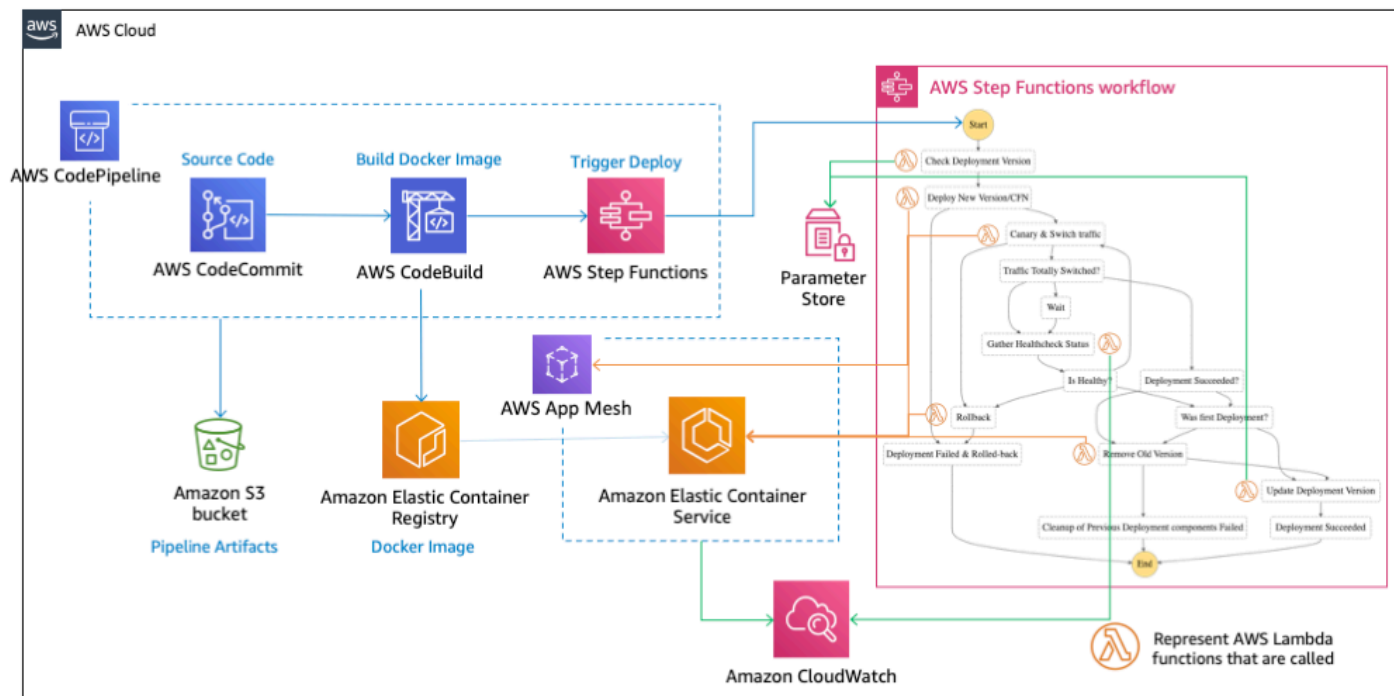 aws
AWS Cloud
AWS CodePipeline
Source Code
AWS CodeCommit
Build Docker Image
AWS CodeBuild
Trigger Deploy
AWS Step Functions
Amazon S3
bucket
Pipeline Artifacts
Amazon Elastic Container
Registry
Docker Image
AWS App Mesh
Amazon Elastic Container
Service
Parameter
Store
Amazon CloudWatch
AWS Step Functions workflow
Start
Check Deployment Version
Deploy New Version/CFN
Canary & Switch traffic
Traffic Totally Switched?
Wait
Gather Healthcheck Status
Is Healthy?
Deployment Succeeded?
Rollback
Was first Deployment?
Deployment Failed & Rolled-back
Remove Old Version
Update Deployment Version
Cleanup of Previous Deployment components Failed
Deployment Succeeded
End
Represent AWS Lambda
functions that are called